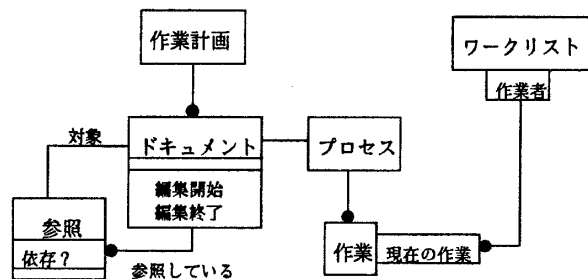 作業計画
ワークリスト
作業者
対象
ドキュメント
プロセス
編集開始
編集終了
参照
依存？
参照している
作業
現在の作業